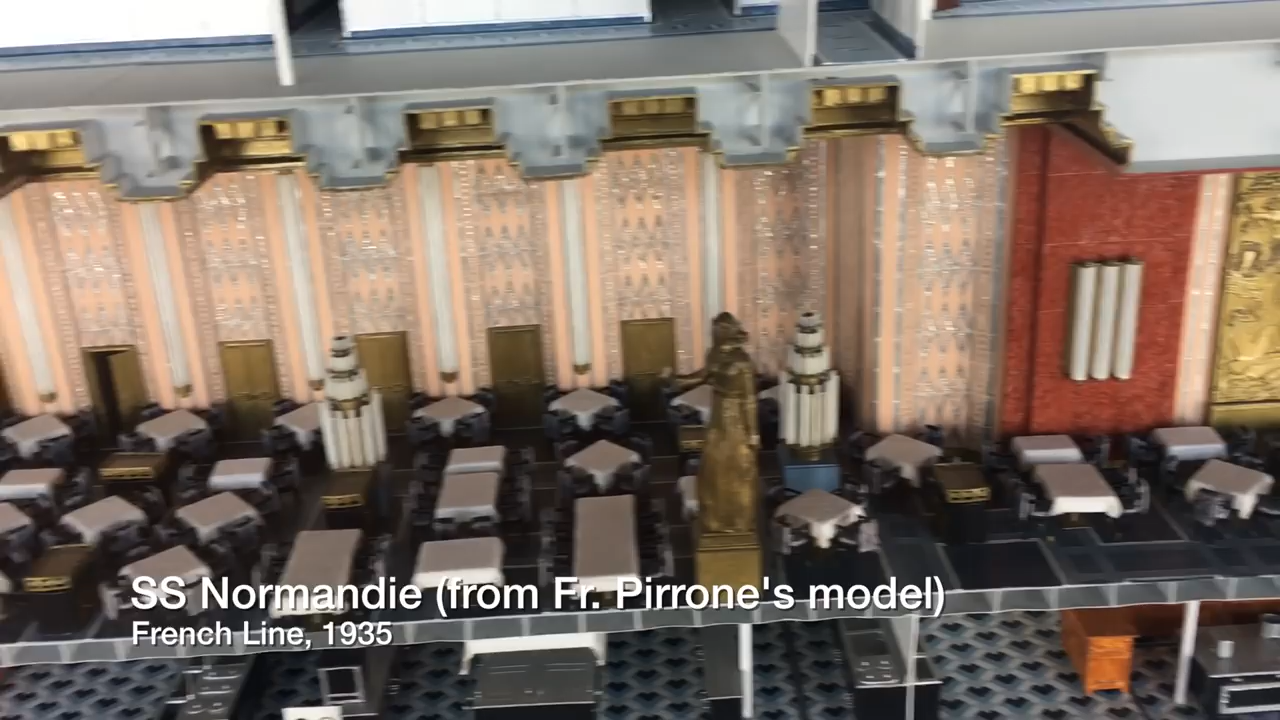 SS Normandie (from Fr. Pirrone's model)
French Line, 1935